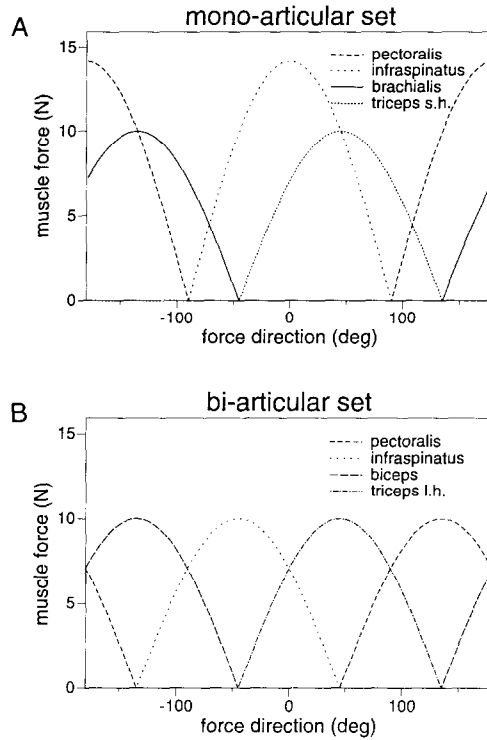 A
mono-articular set
15
10
5
0
muscle force (N)
pectoralis
infraspinatus
brachialis
triceps s.h.
-100
0
100
force direction (deg)
B
bi-articular set
15
10
5
0
muscle force (N)
pectoralis
infraspinatus
biceps
triceps l.h.
-100
0
100
force direction (deg)